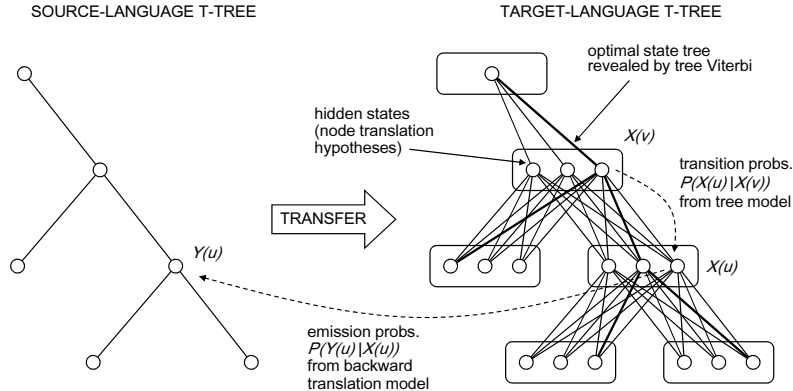 SOURCE-LANGUAGE T-TREE
TARGET-LANGUAGE T-TREE
optimal state tree
revealed by tree Viterbi
hidden states
(node translation
hypotheses)
X(v)
transition probs.
P(X(u)|X(v))
from tree model
TRANSFER
Y(u)
X(u)
emission probs.
P(Y(u)|X(u))
from backward
translation model